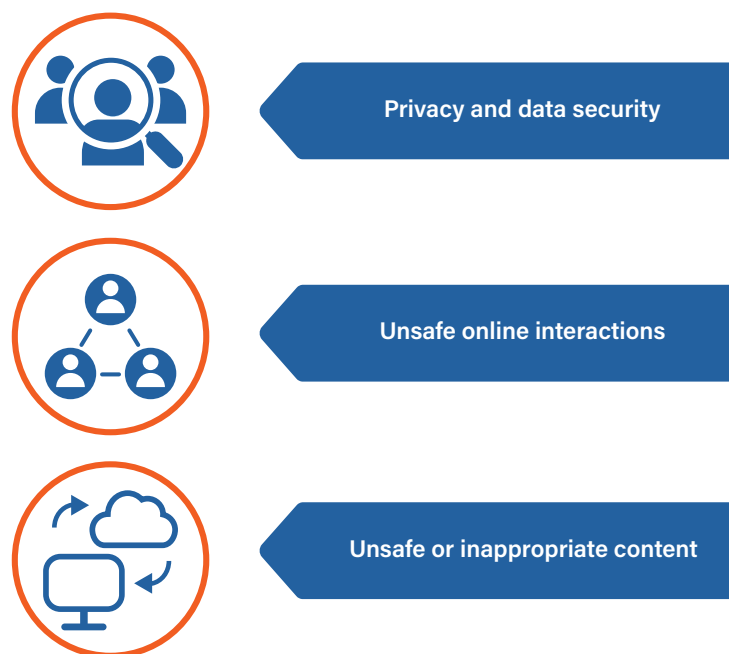 Privacy and data security
Unsafe online interactions
Unsafe or inappropriate content